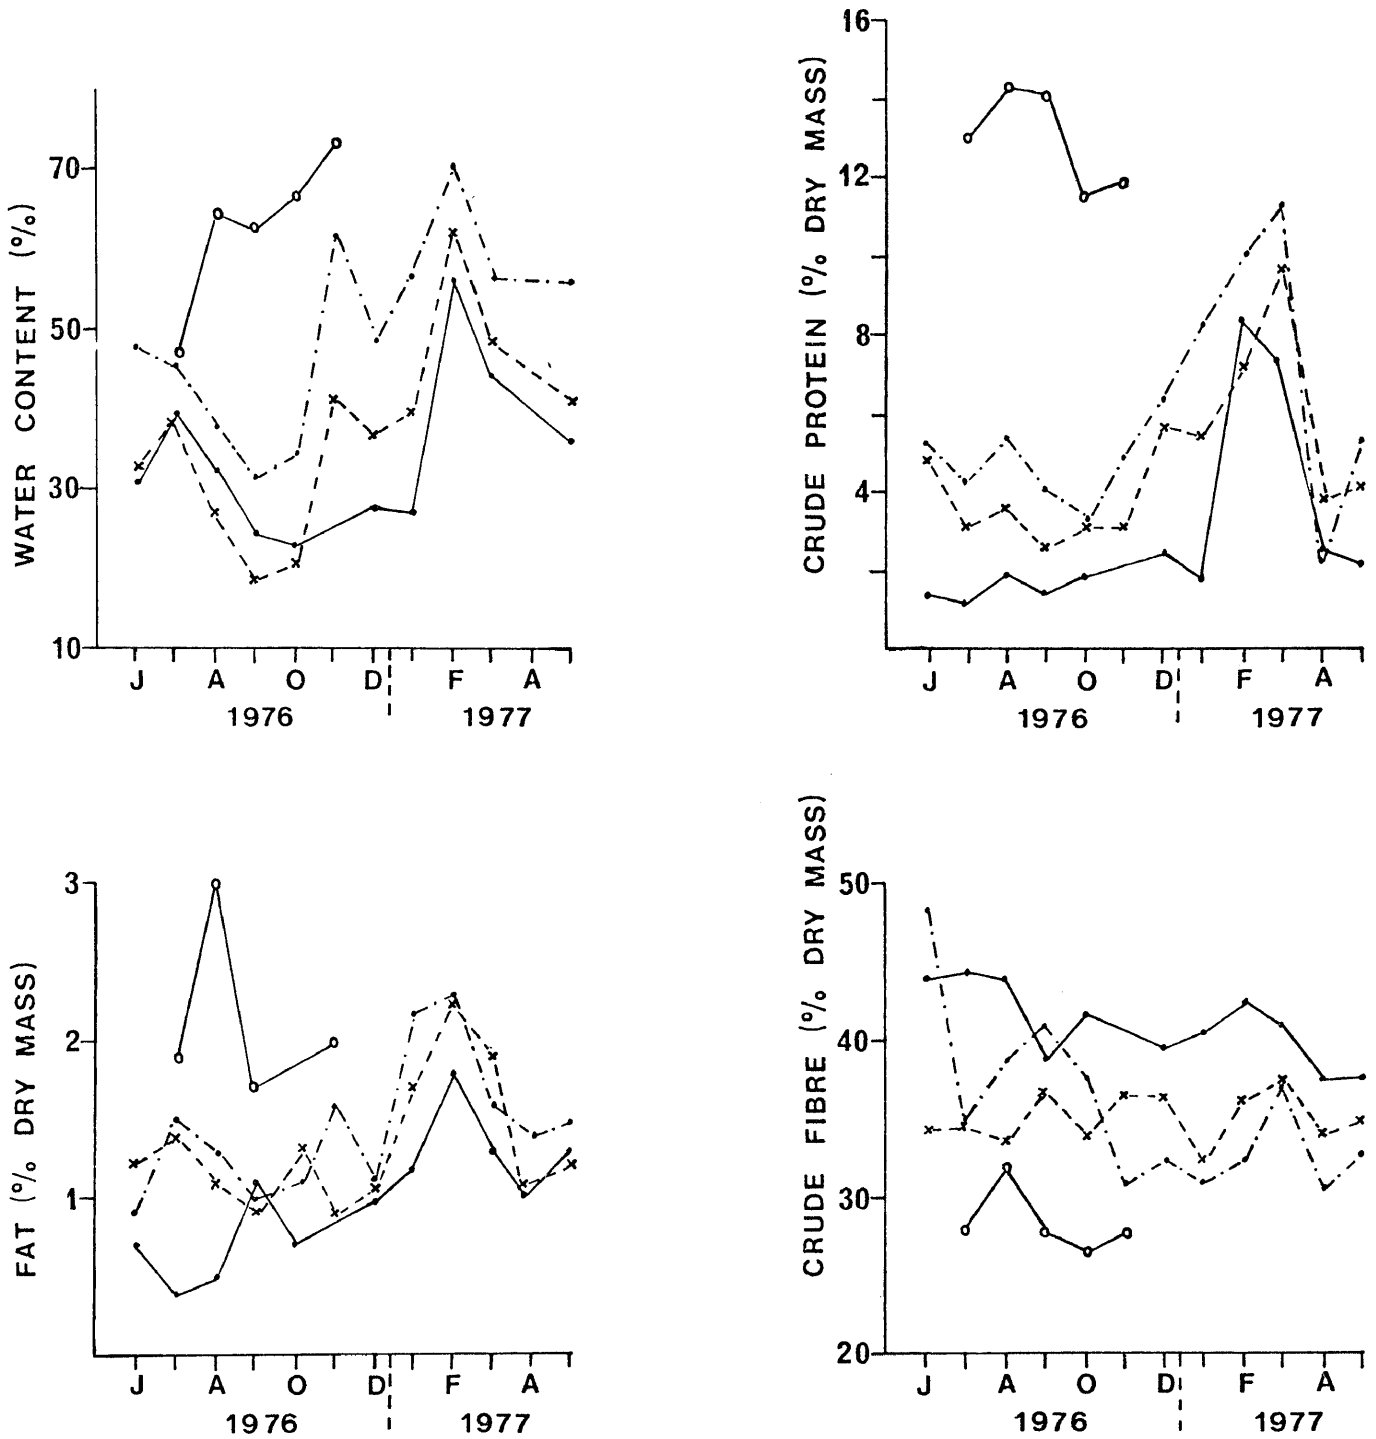 WATER CONTENT (%)
70
50
30
10
J A O D F A
1976 1977
CRUDE PROTEIN (% DRY MASS)
16
12
8
4
J A O D F A
1976 1977
FAT (% DRY MASS)
3
2
1
J A O D F A
1976 1977
CRUDE FIBRE (% DRY MASS)
50
40
30
20
J A O D F A
1976 1977